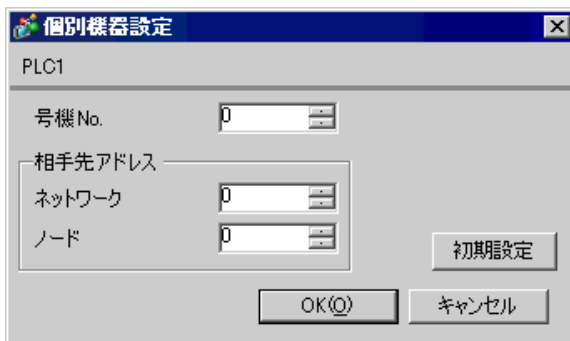 個別機器設定
PLC1
号機No. 0
相手先アドレス
ネットワーク 0
ノード 0
初期設定
OK(O) キャンセル